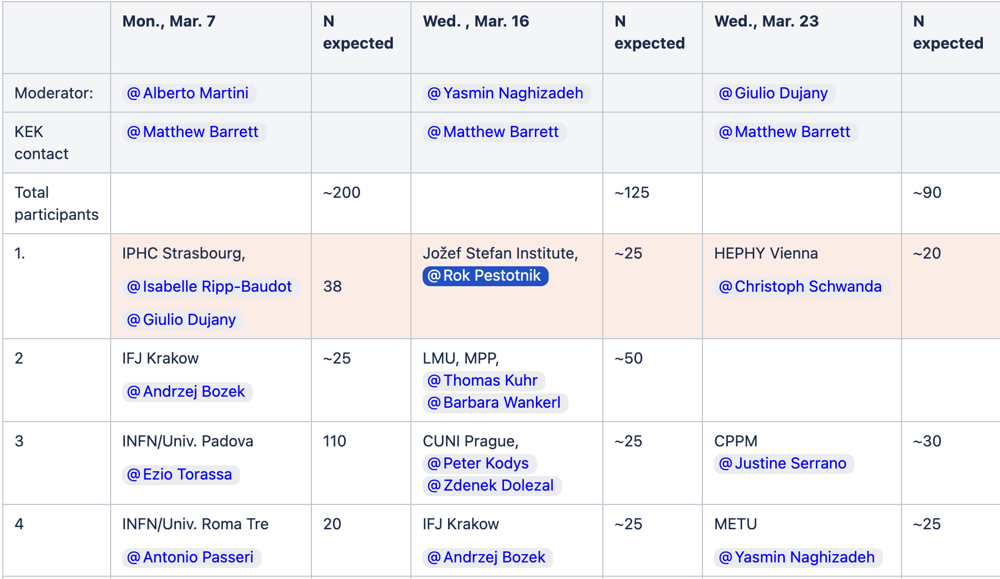 Mon., Mar. 7 N expected Wed. , Mar. 16 N expected Wed., Mar. 23 N expected
Moderator: @Alberto Martini @Yasmin Naghizadeh @Giulio Dujany
KEK contact @Matthew Barrett @Matthew Barrett @Matthew Barrett
Total participants ~200 ~125 ~90
1. IPHC Strasbourg, @Isabelle Ripp-Baudot @Giulio Dujany 38 Jožef Stefan Institute, @Rok Pestotnik ~25 HEPHY Vienna @Christoph Schwanda ~20
2 IFJ Krakow @Andrzej Bozek ~25 LMU, MPP, @Thomas Kuhr @Barbara Wankerl ~50
3 INFN/Univ. Padova @Ezio Torassa 110 CUNI Prague, @Peter Kodys @Zdenek Dolezal ~25 CPPM @Justine Serrano ~30
4 INFN/Univ. Roma Tre @Antonio Passeri 20 IFJ Krakow @Andrzej Bozek ~25 METU @Yasmin Naghizadeh ~25